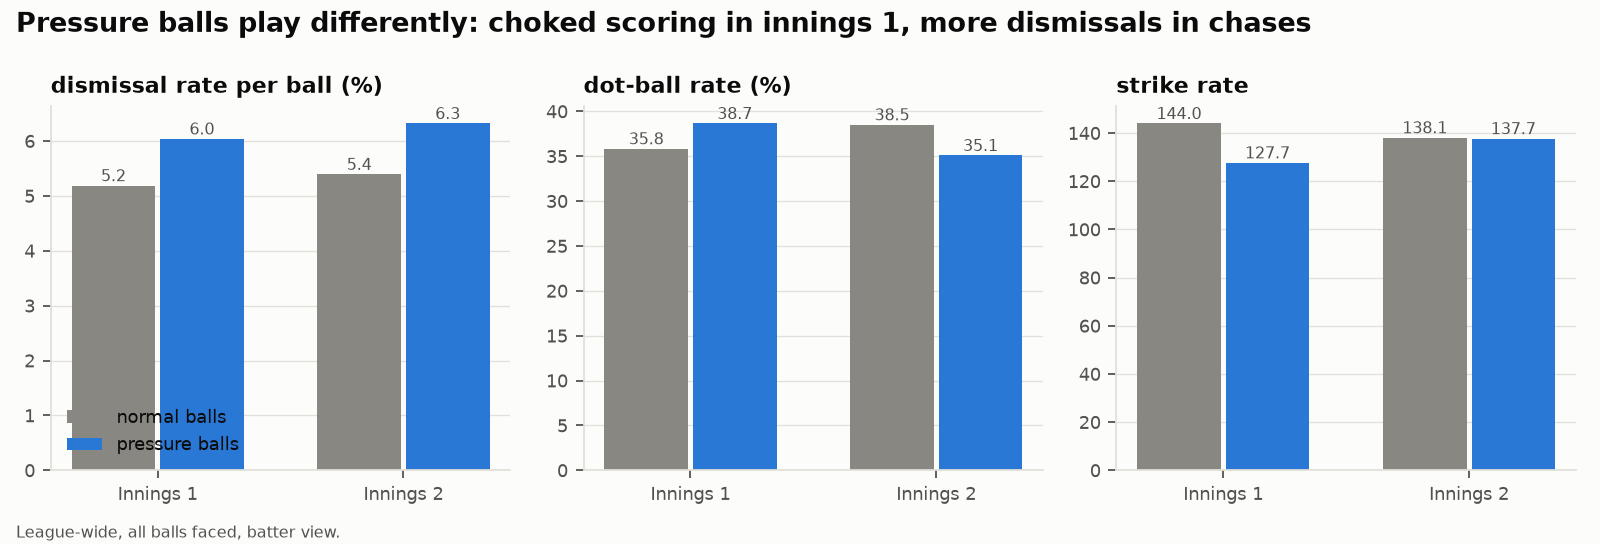 Pressure balls play differently: choked scoring in innings 1, more dismissals in chases
dismissal rate per ball (%)
6
5
4
3
2
1
0
5.2
6.0
5.4
6.3
normal balls
pressure balls
Innings 1
Innings 2
dot-ball rate (%)
40
35
30
25
20
15
10
5
0
35.8
38.7
38.5
35.1
Innings 1
Innings 2
strike rate
140
120
100
80
60
40
20
0
144.0
127.7
138.1
137.7
Innings 1
Innings 2
League-wide, all balls faced, batter view.